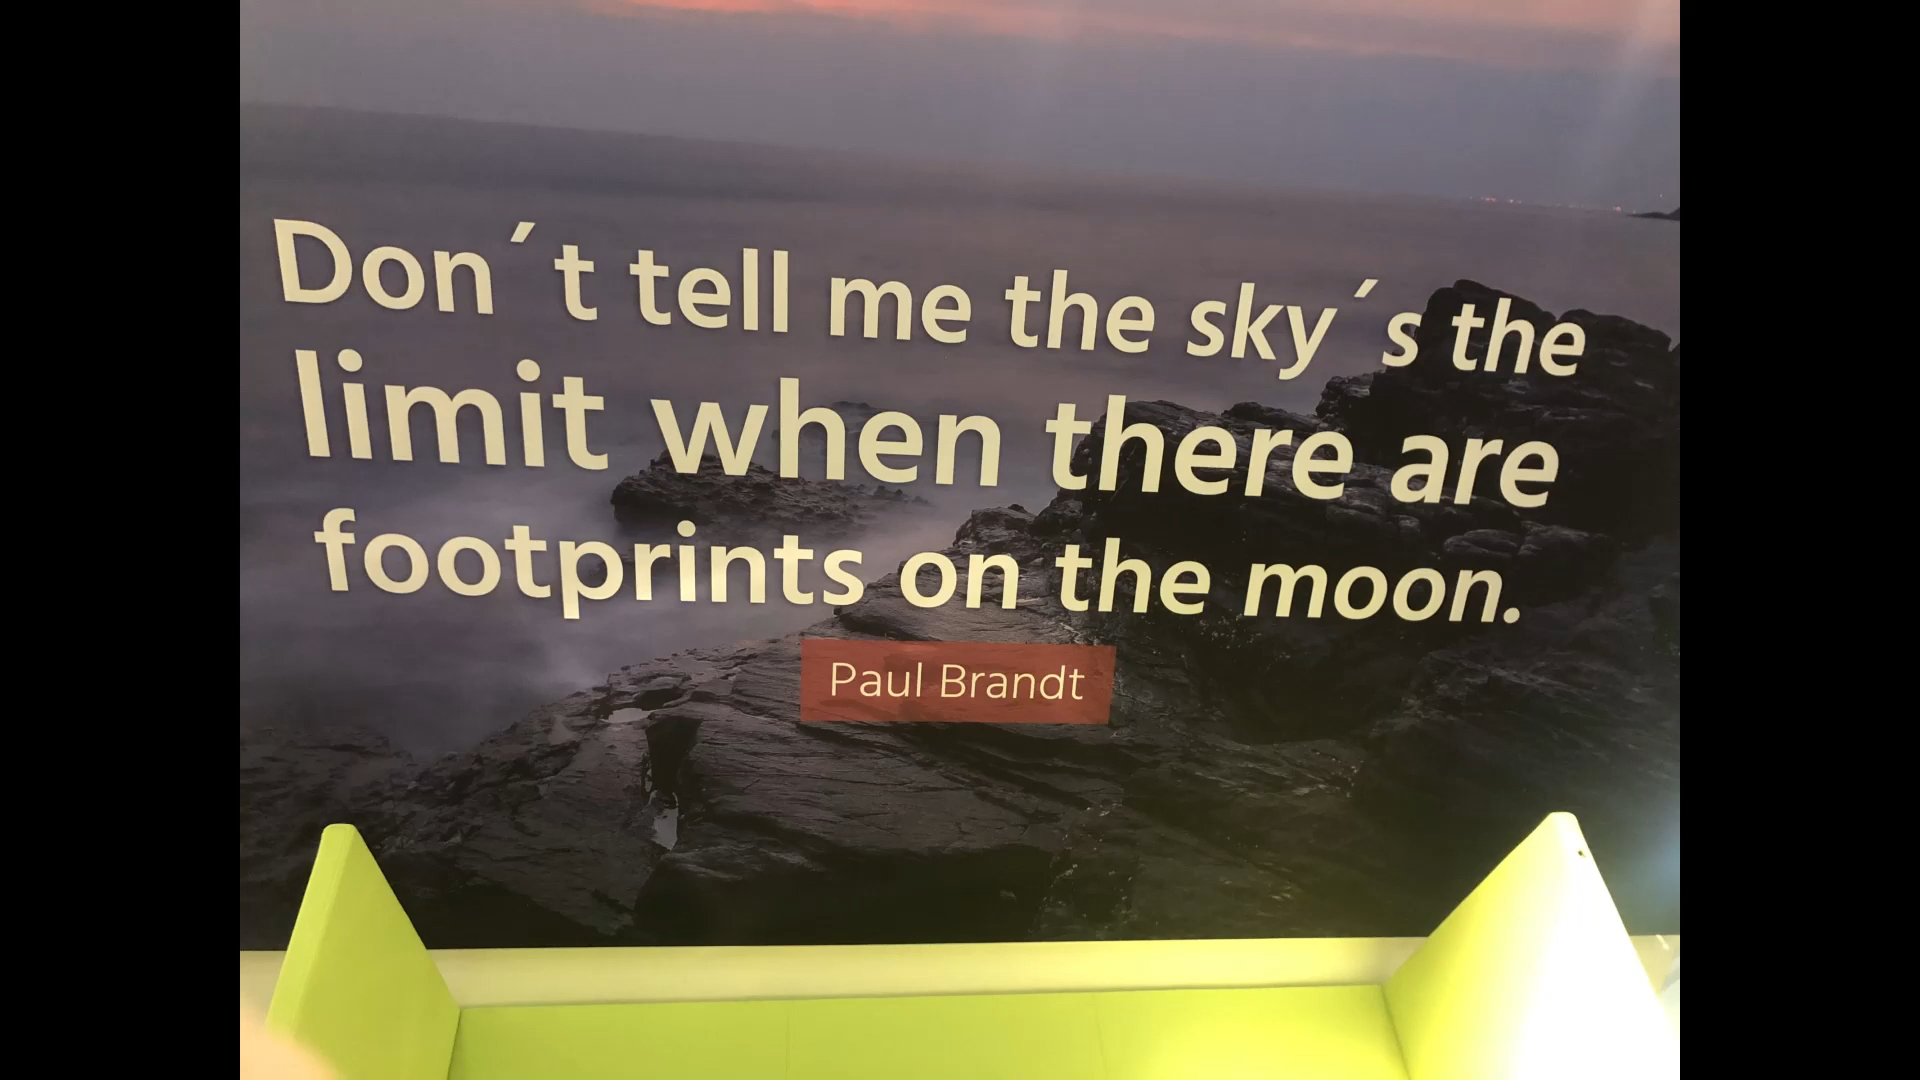 Don´t tell me the sky´s the
limit when there are
footprints on the moon.
Paul Brandt